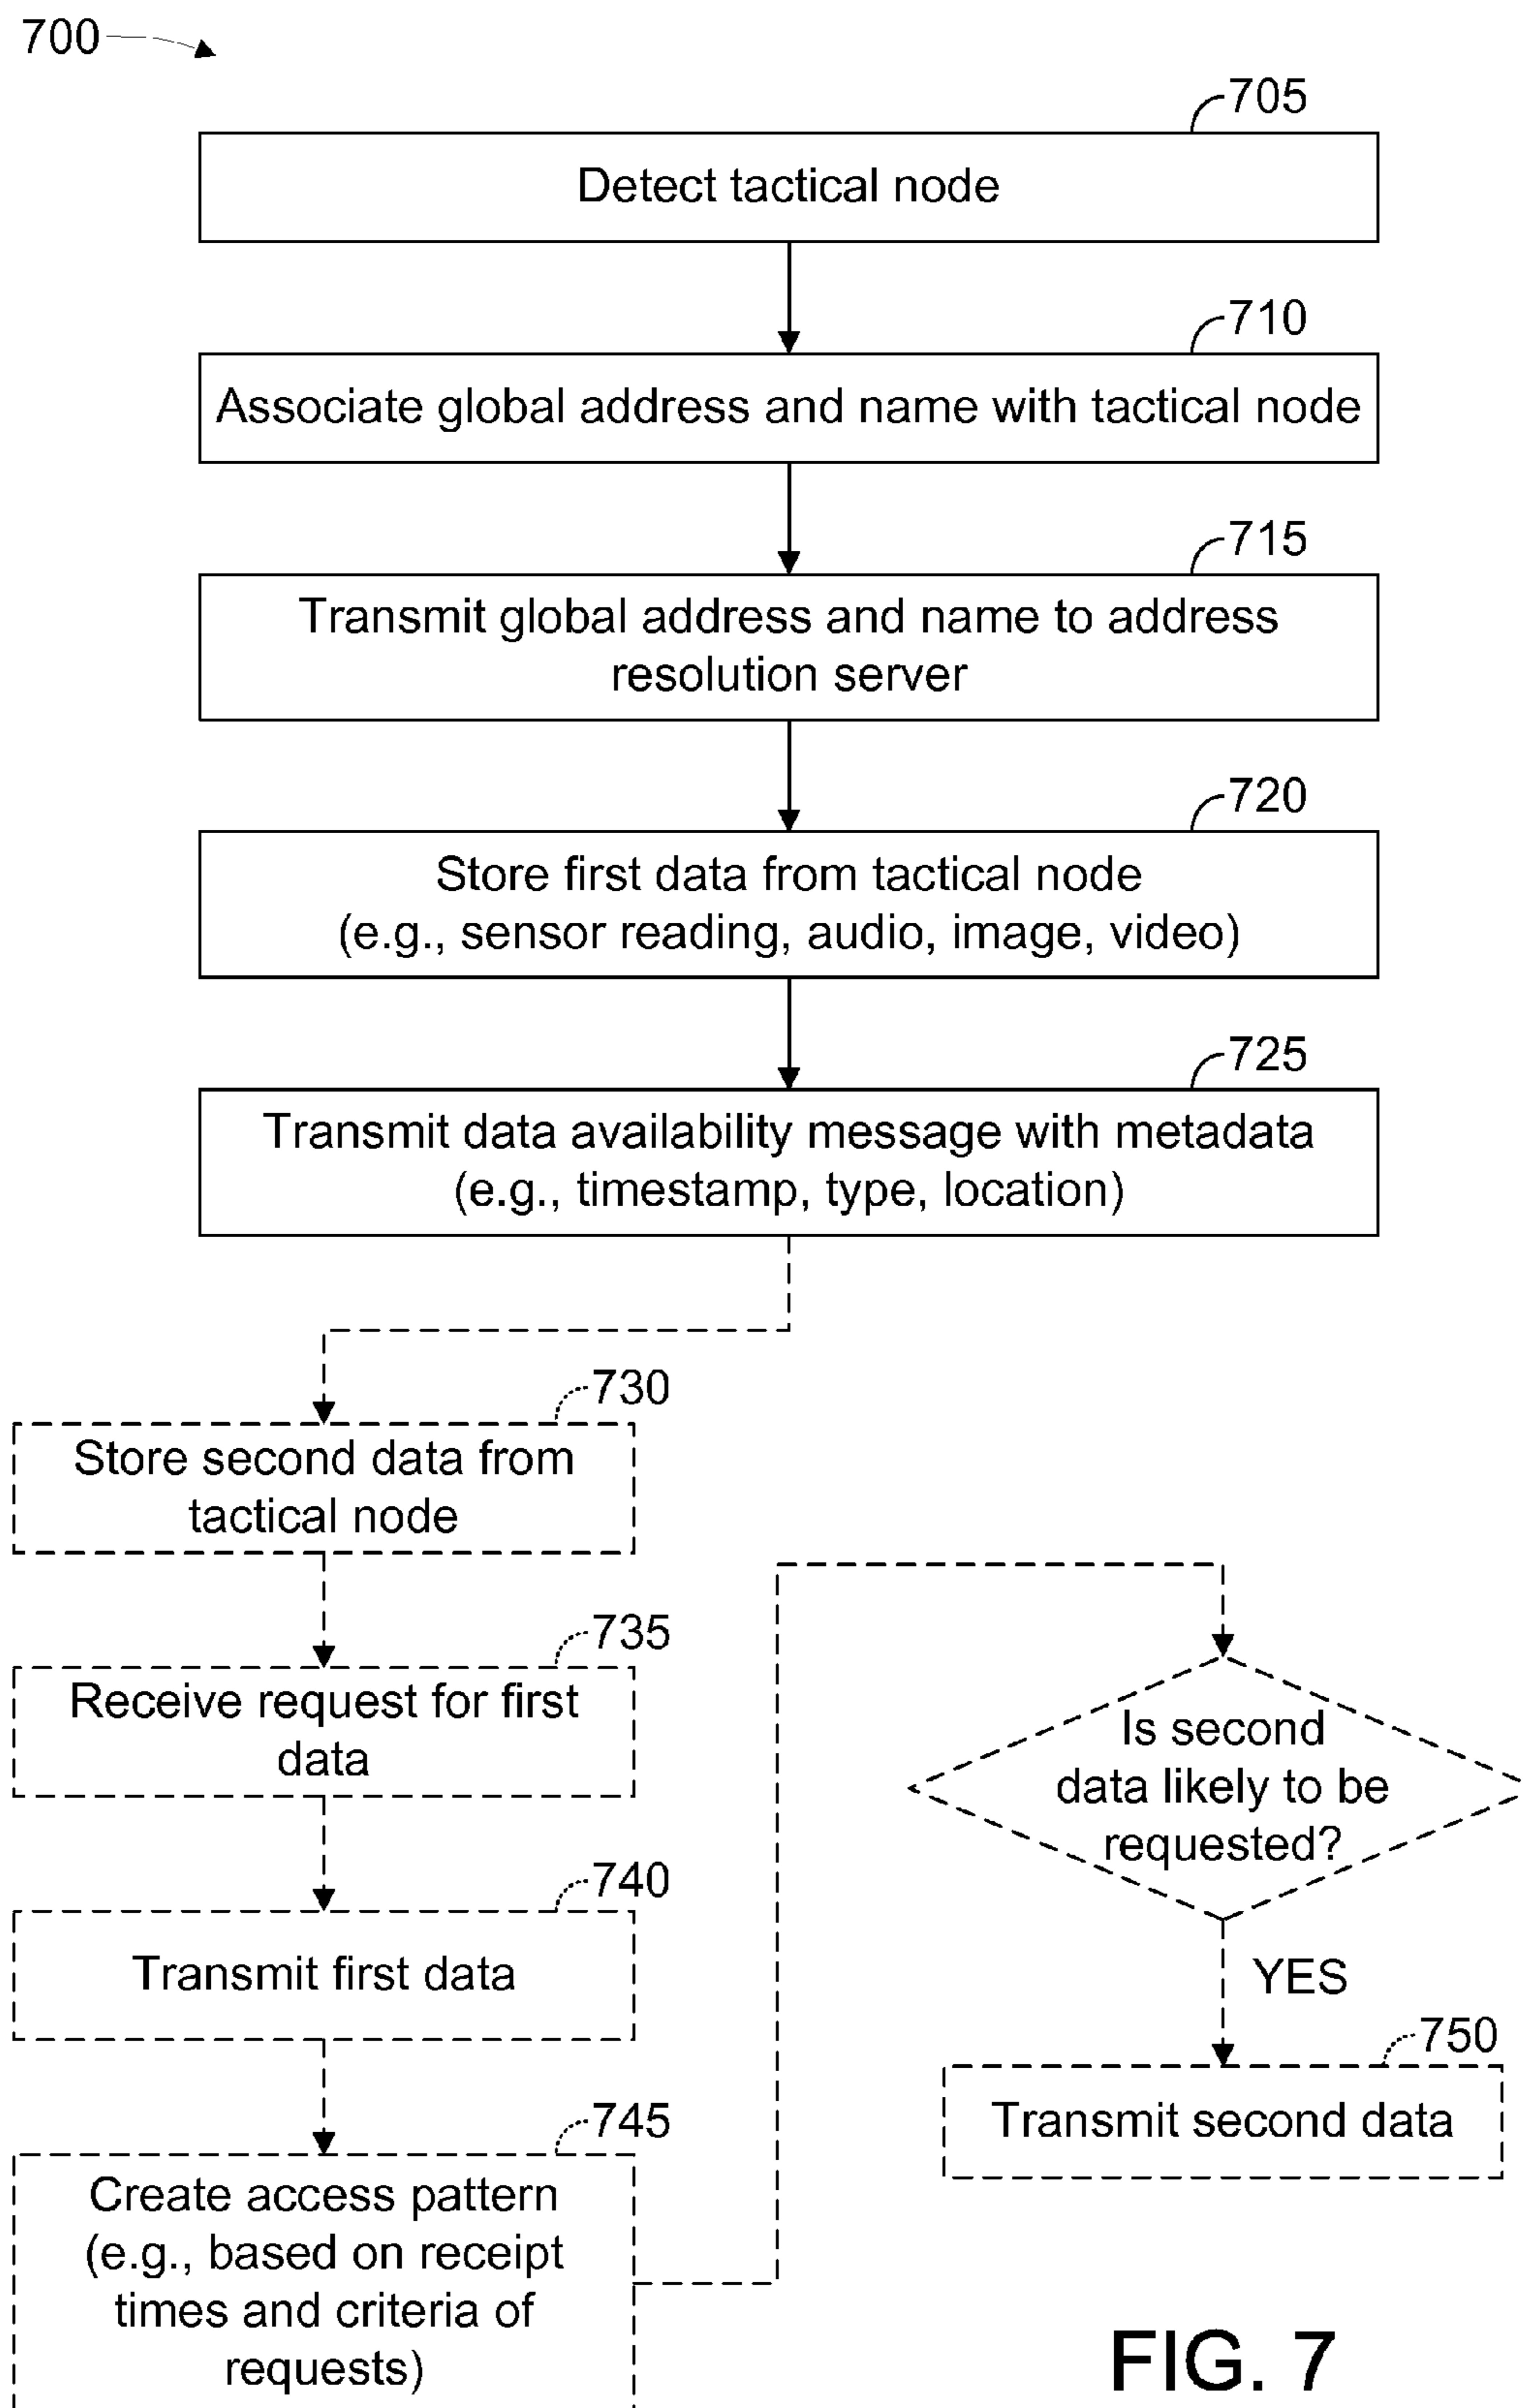 700
705
Detect tactical node
710
Associate global address and name with tactical node
715
Transmit global address and name to address
resolution server
720
Store first data from tactical node
(e.g., sensor reading, audio, image, video)
725
Transmit data availability message with metadata
(e.g., timestamp, type, location)
730
Store second data from
tactical node
735
Receive request for first
data
740
Transmit first data
745
Create access pattern
(e.g., based on receipt
times and criteria of
requests)
Is second
data likely to be
requested?
YES
750
Transmit second data
FIG. 7